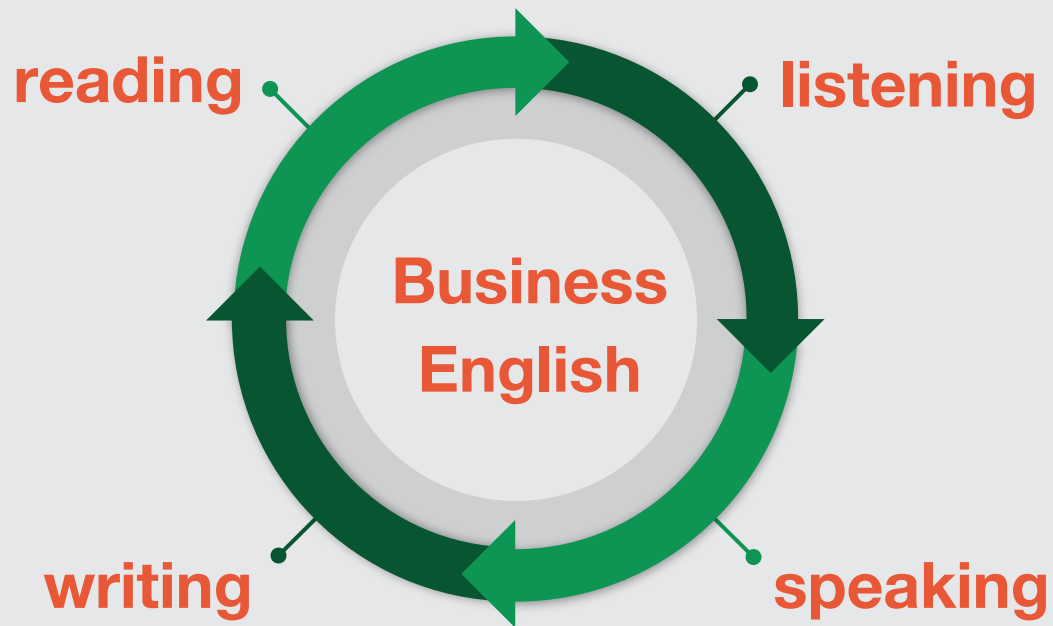 reading
listening
Business
English
writing
speaking